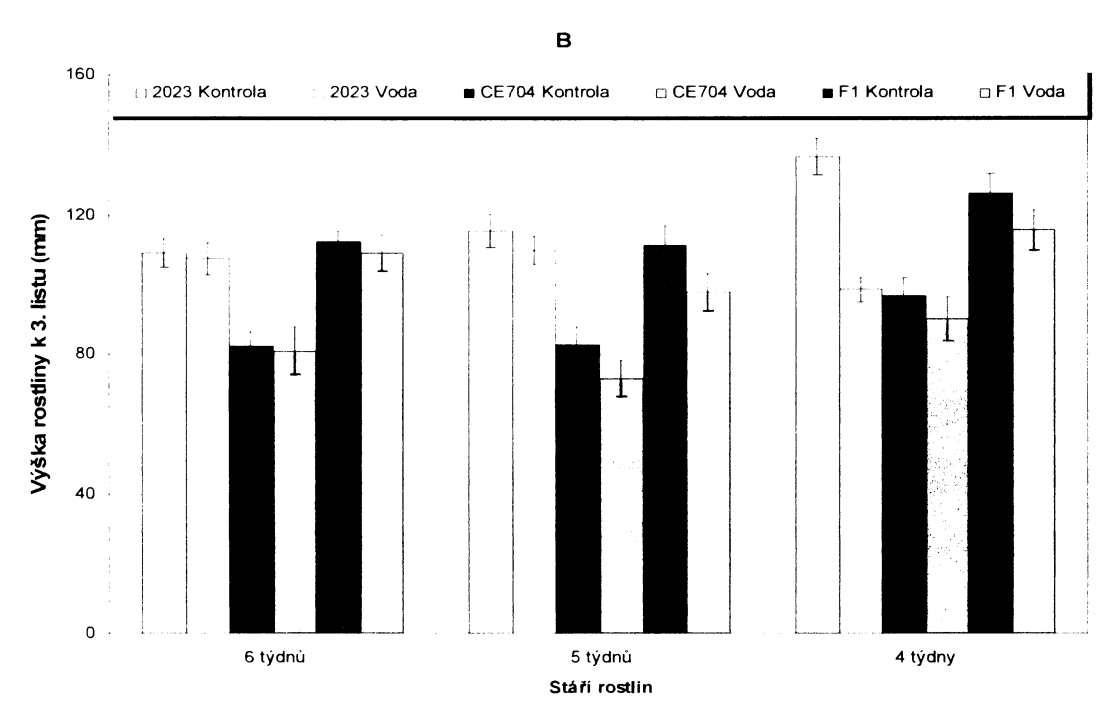 B
160
2023 Kontrola 2023 Voda CE704 Kontrola CE704 Voda F1 Kontrola F1 Voda
120
80
40
0
Výška rostliny k 3. listu (mm)
6 týdnů 5 týdnů 4 týdny
Stáří rostlin